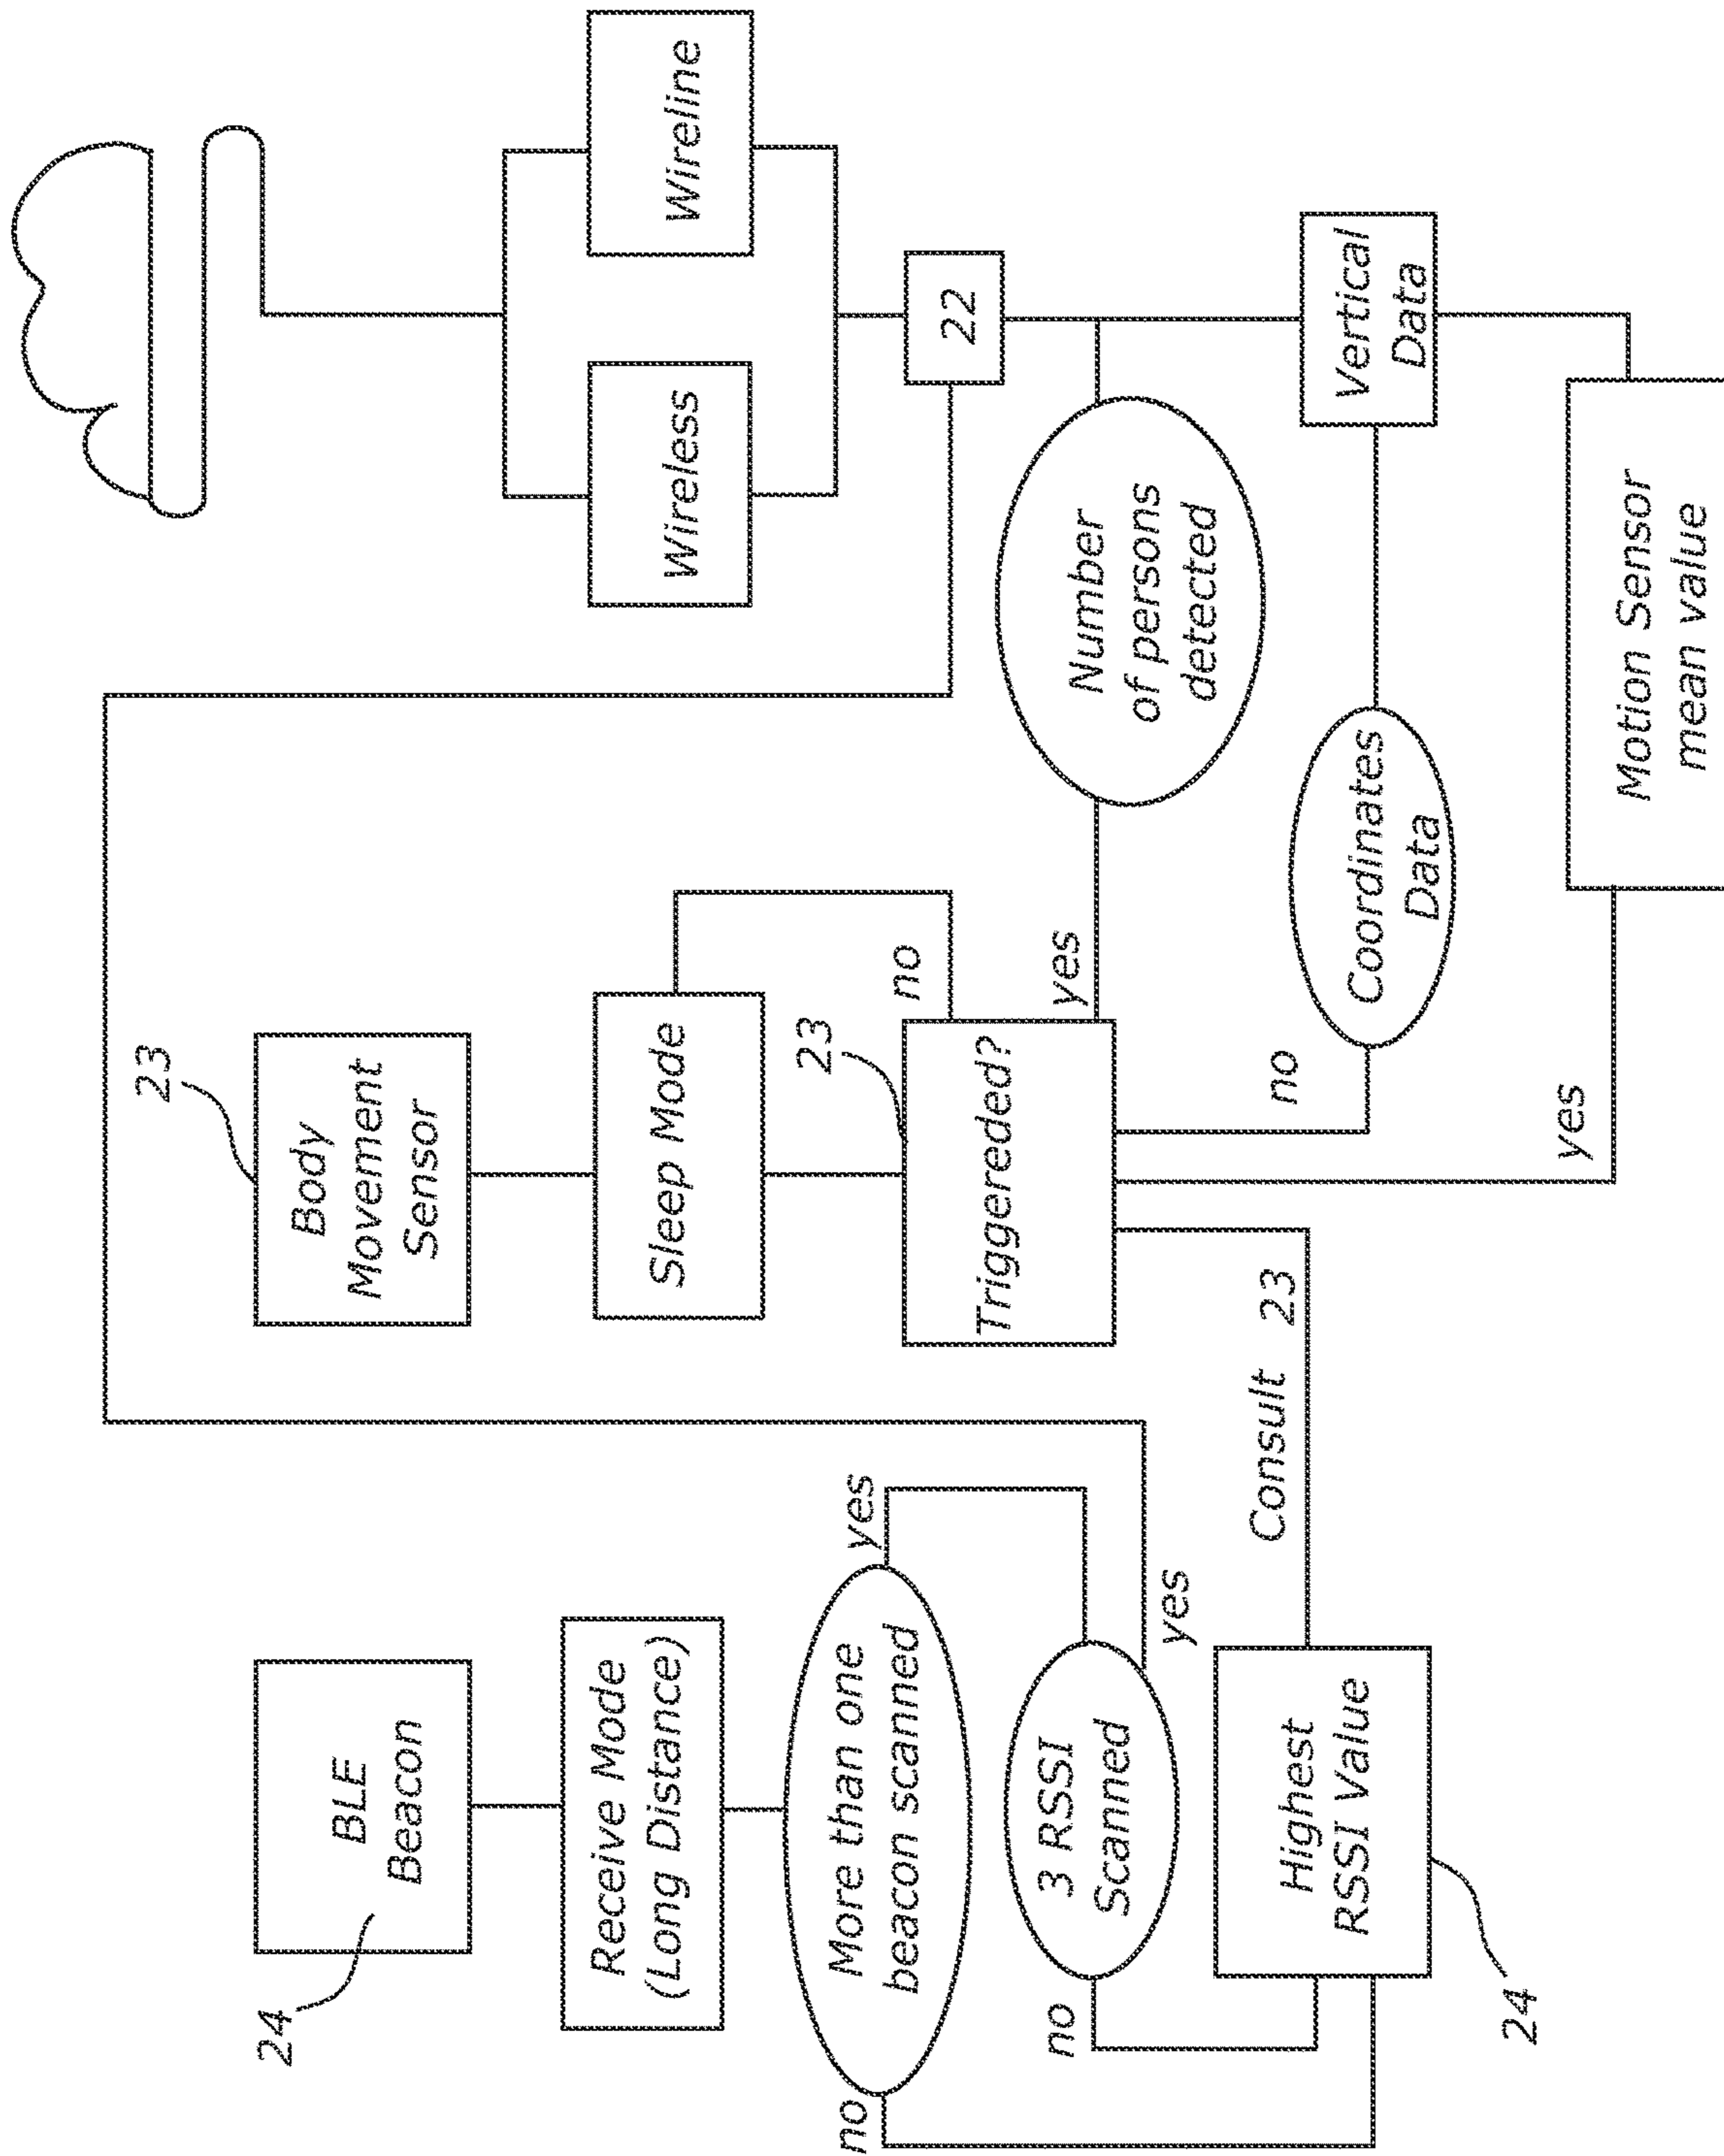 24
BLE
Beacon
Receive Mode
(Long Distance)
More than one
beacon scanned
no
yes
3 RSSI
Scanned
no
yes
Highest
RSSI Value
24
Consult 23
23
Body
Movement
Sensor
Sleep Mode
no
23
Triggereded?
yes
no
yes
Number
of persons
detected
Coordinates
Data
Motion Sensor
mean value
Vertical
Data
22
Wireless
Wireline